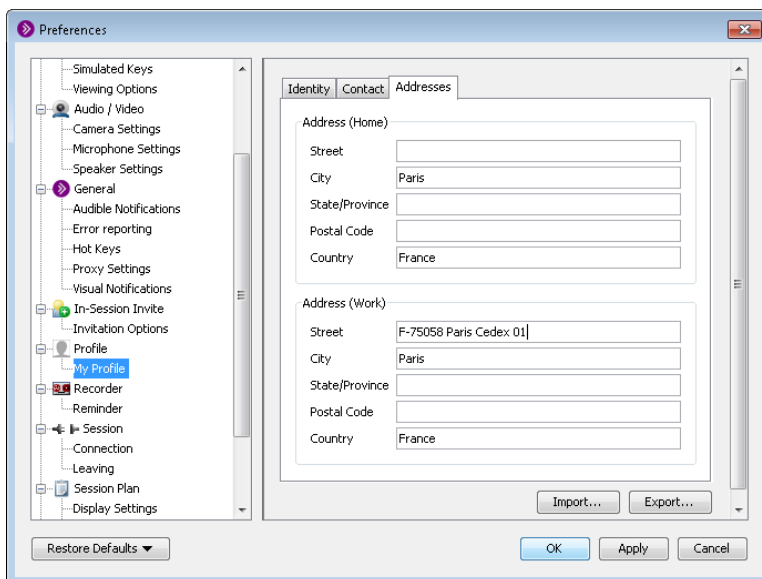 Preferences
Simulated Keys
Viewing Options
Audio / Video
Camera Settings
Microphone Settings
Speaker Settings
General
Audible Notifications
Error reporting
Hot Keys
Proxy Settings
Visual Notifications
In-Session Invite
Invitation Options
Profile
My Profile
Recorder
Reminder
Session
Connection
Leaving
Session Plan
Display Settings
Identity Contact Addresses
Address (Home)
Street
City Paris
State/Province
Postal Code
Country France
Address (Work)
Street F-75058 Paris Cedex 01
City Paris
State/Province
Postal Code
Country France
Import... Export...
Restore Defaults OK Apply Cancel